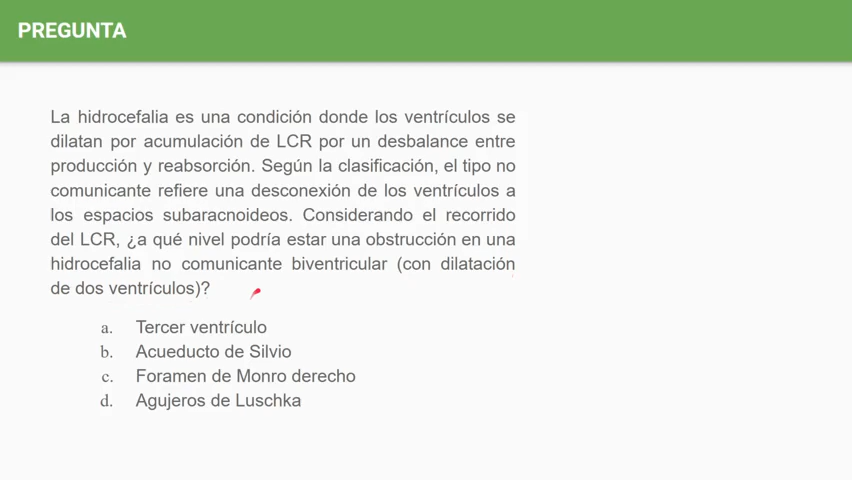 PREGUNTA
La hidrocefalia es una condición donde los ventrículos se
dilatan por acumulación de LCR por un desbalance entre
producción y reabsorción. Según la clasificación, el tipo no
comunicante refiere una desconexión de los ventrículos a
los espacios subaracnoideos. Considerando el recorrido
del LCR, ¿a qué nivel podría estar una obstrucción en una
hidrocefalia no comunicante biventricular (con dilatación
de dos ventrículos)?
a. Tercer ventrículo
b. Acueducto de Silvio
c. Foramen de Monro derecho
d. Agujeros de Luschka